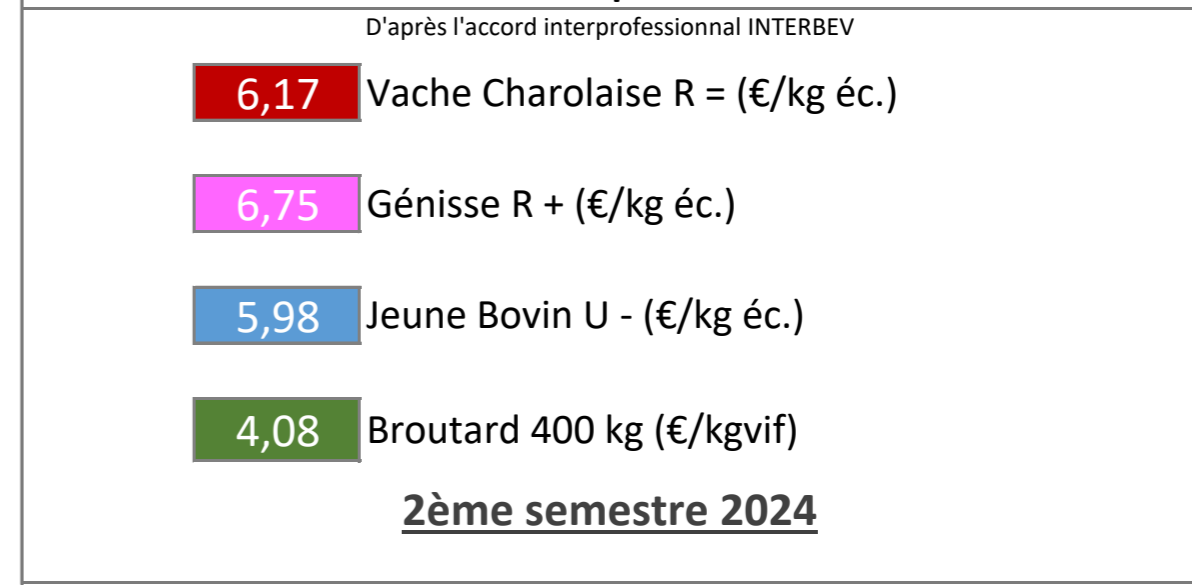 D'après l'accord interprofessionnal INTERBEV
6,17 Vache Charolaise R = (€/kg éc.)
6,75 Génisse R + (€/kg éc.)
5,98 Jeune Bovin U - (€/kg éc.)
4,08 Broutard 400 kg (€/kgvif)
2ème semestre 2024